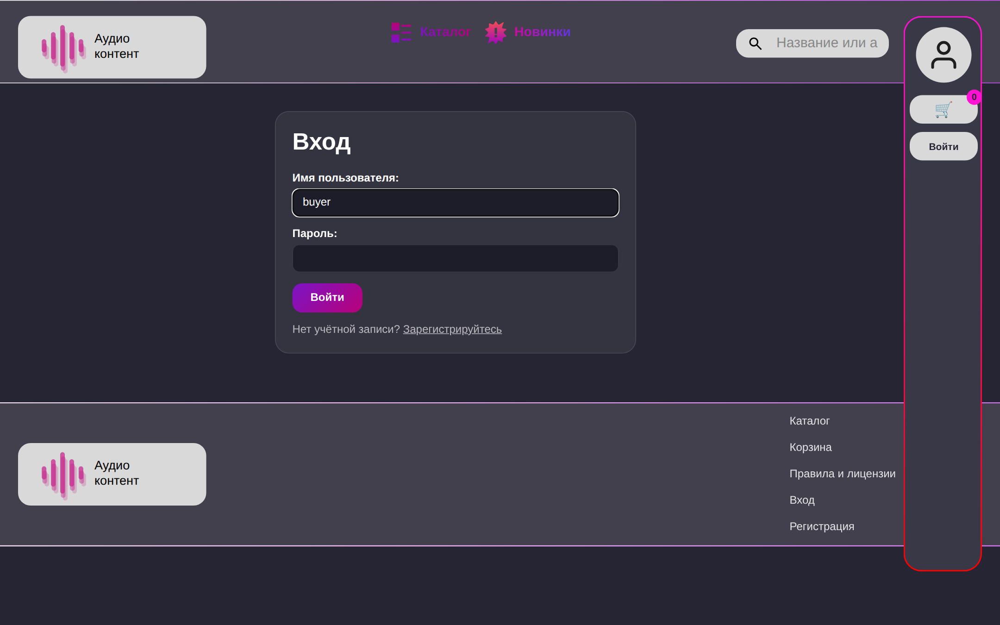 Аудио
контент
Каталог
Новинки
Название или а
0
Войти
Вход
Имя пользователя:
buyer
Пароль:
Войти
Нет учётной записи? Зарегистрируйтесь
Аудио
контент
Каталог
Корзина
Правила и лицензии
Вход
Регистрация